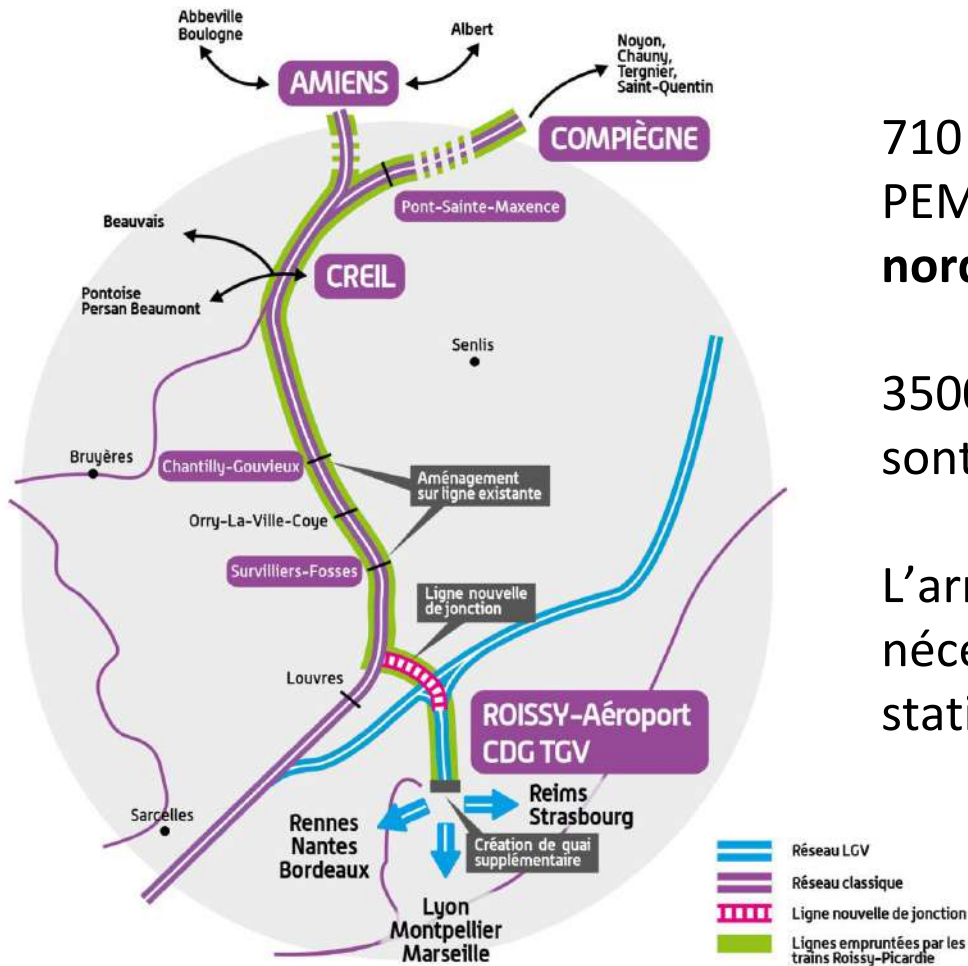 Abbeville
Boulogne
Albert
Noyon,
Chauny,
Tergnier,
Saint-Quentin
AMIENS
COMPIÈGNE
Pont-Sainte-Maxence
Beauvais
CREIL
Pontoise
Persan Beaumont
Senlis
Bruyères
Chantilly-Gouvieux
Aménagement
sur ligne existante
Orry-La-Ville-Coye
Survilliers-Fosses
Ligne nouvelle
de jonction
Louvres
ROISSY-Aéroport
CDG TGV
Sarcelles
Rennes
Nantes
Bordeaux
Reims
Strasbourg
Création de quai
supplémentaire
Lyon
Montpellier
Marseille
Réseau LGV
Réseau classique
Ligne nouvelle de jonction
Lignes empruntées par les
trains Roissy-Picardie
710
PEM
nord
3500
sont
L'arr
néce
stati